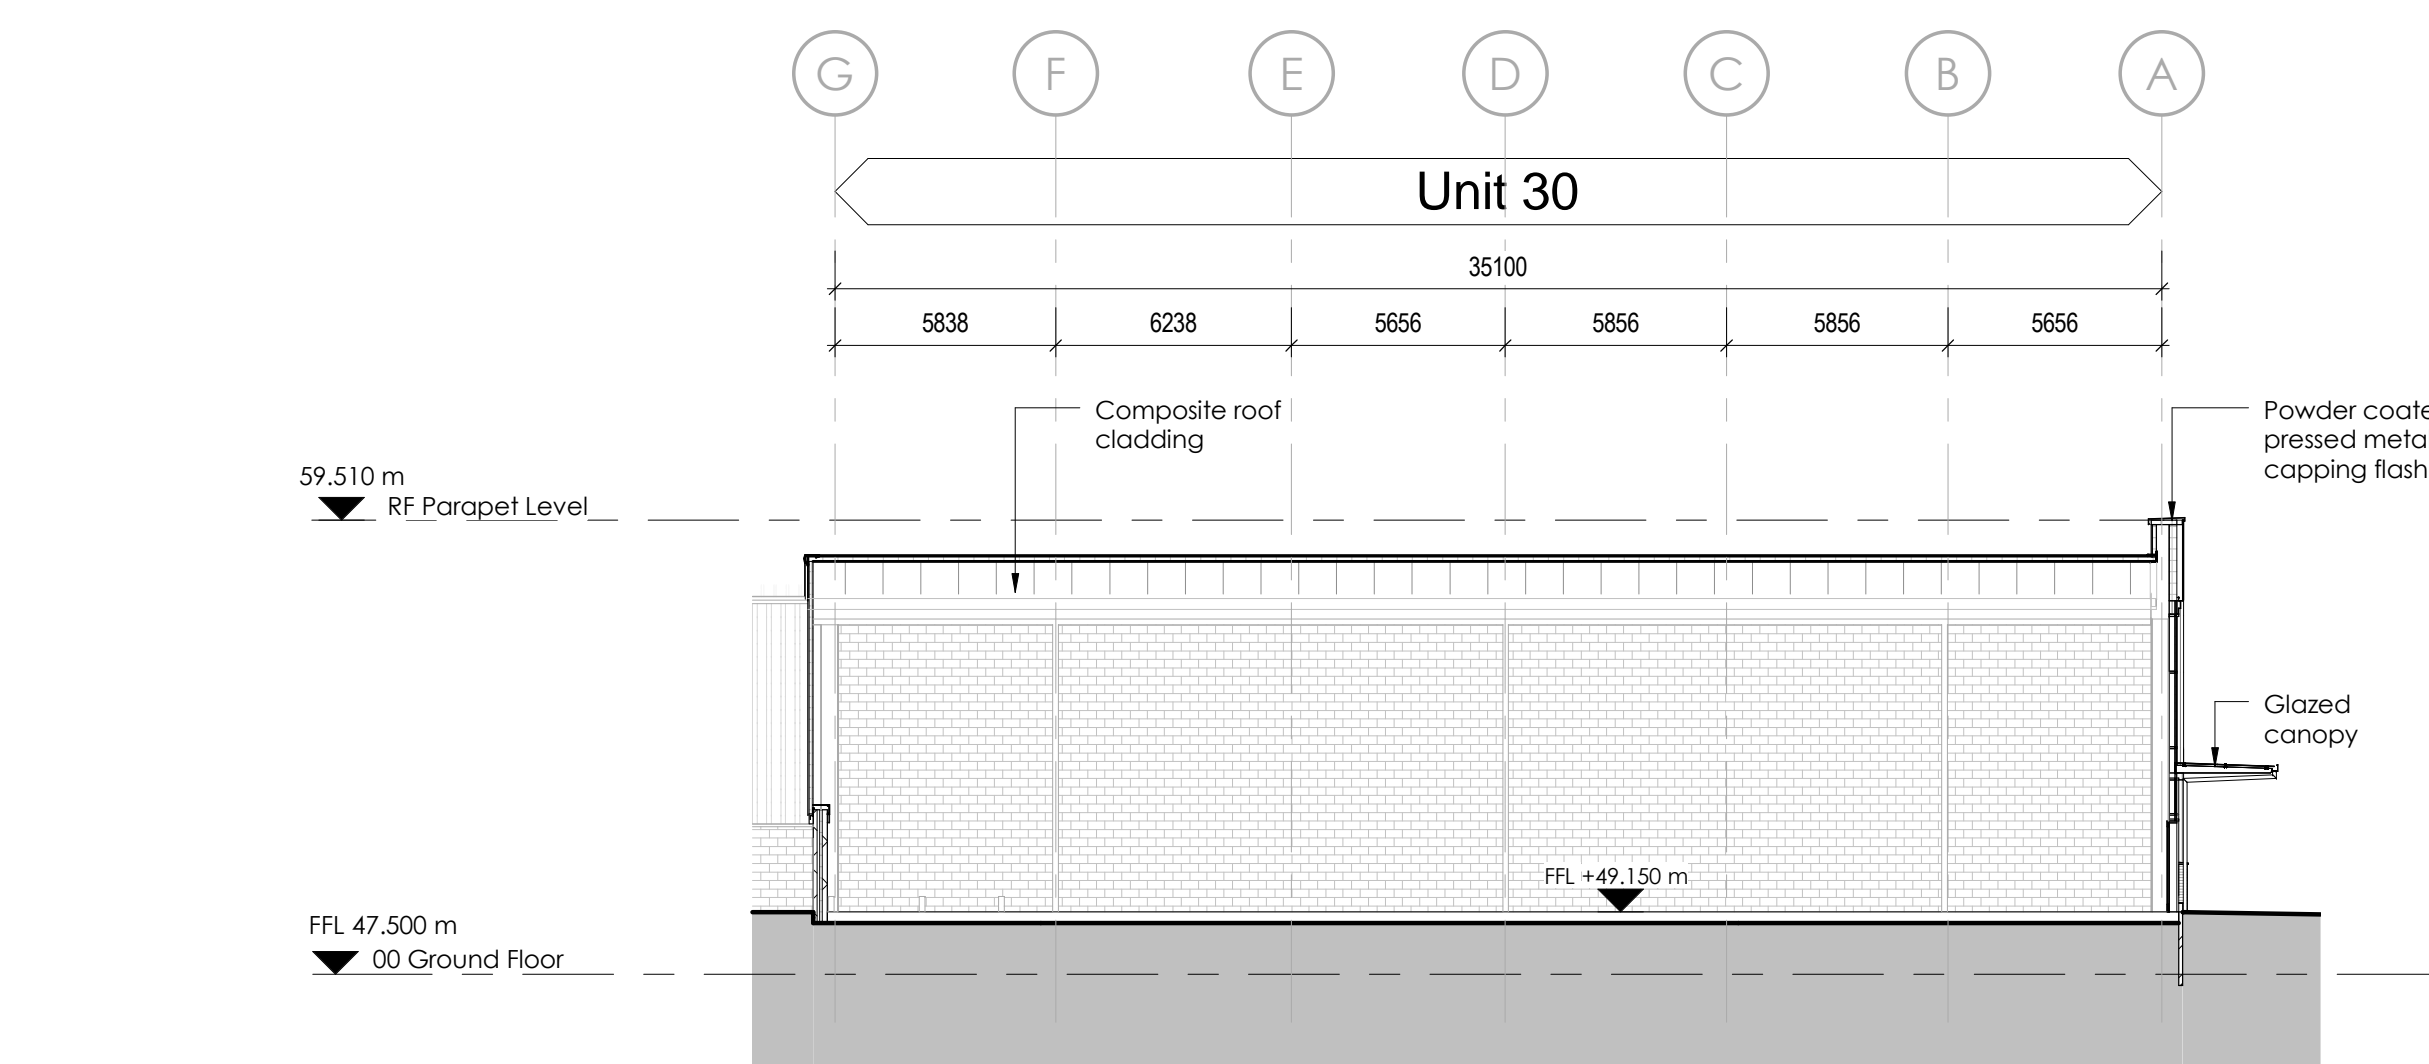 G F E D C B A
Unit 30
35100
5838 6238 5656 5856 5856 5656
Composite roof
cladding
Powder coate
pressed meta
capping flash
59.510 m
RF Parapet Level
Glazed
canopy
FFL +49.150 m
FFL 47.500 m
00 Ground Floor